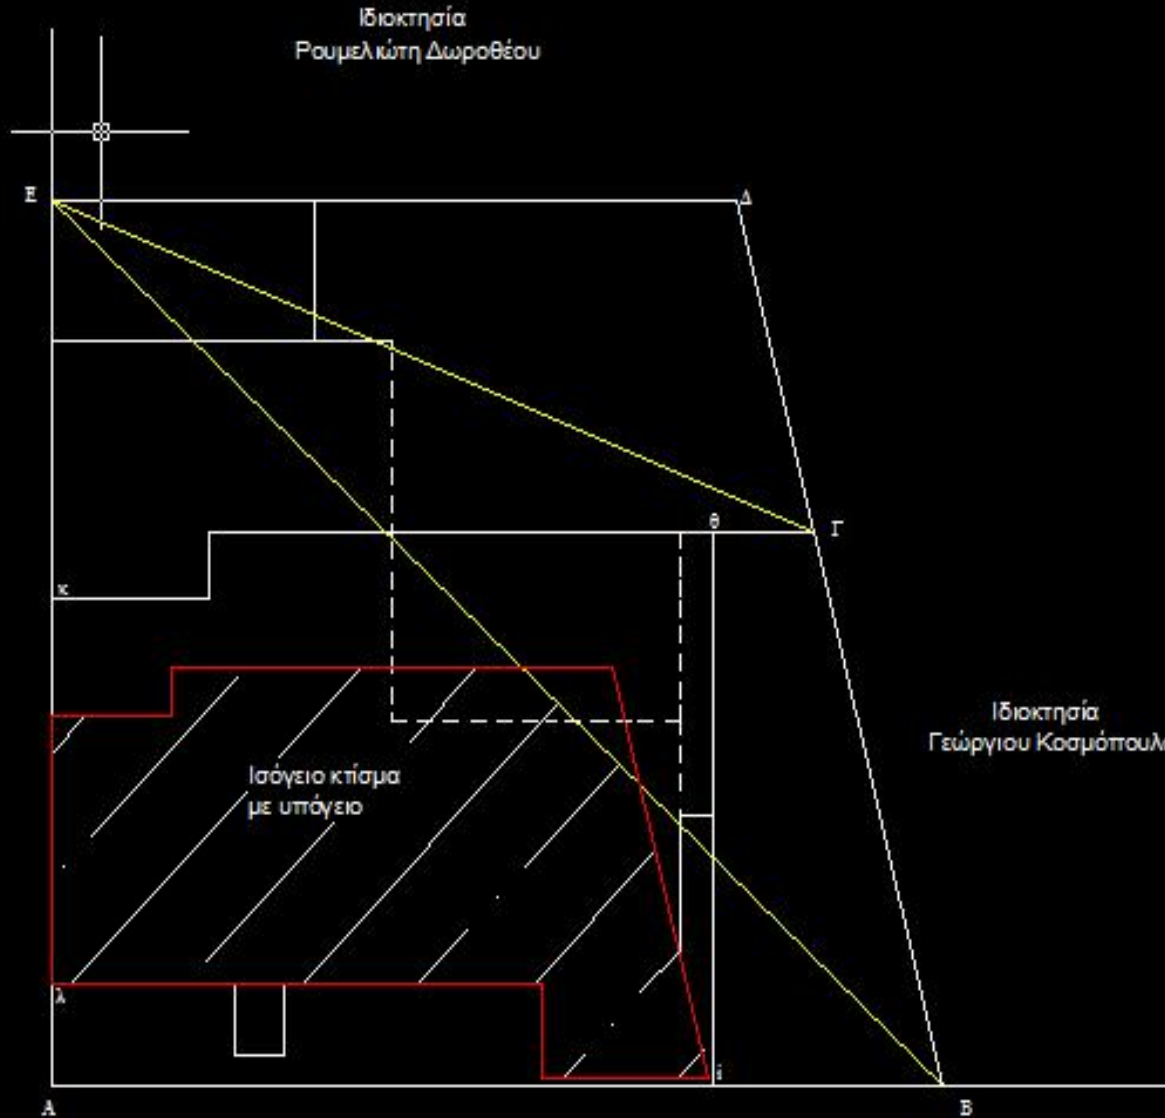 Ιδιοκτησία
Ρουμελιώτη Δωροθέου
Ε
Δ
θ
Γ
κ
Ιδιοκτησία
Γεώργιου Κοσμόπουλ
Ισόγειο κτίσμα
με υπόγειο
λ
i
Α
Β